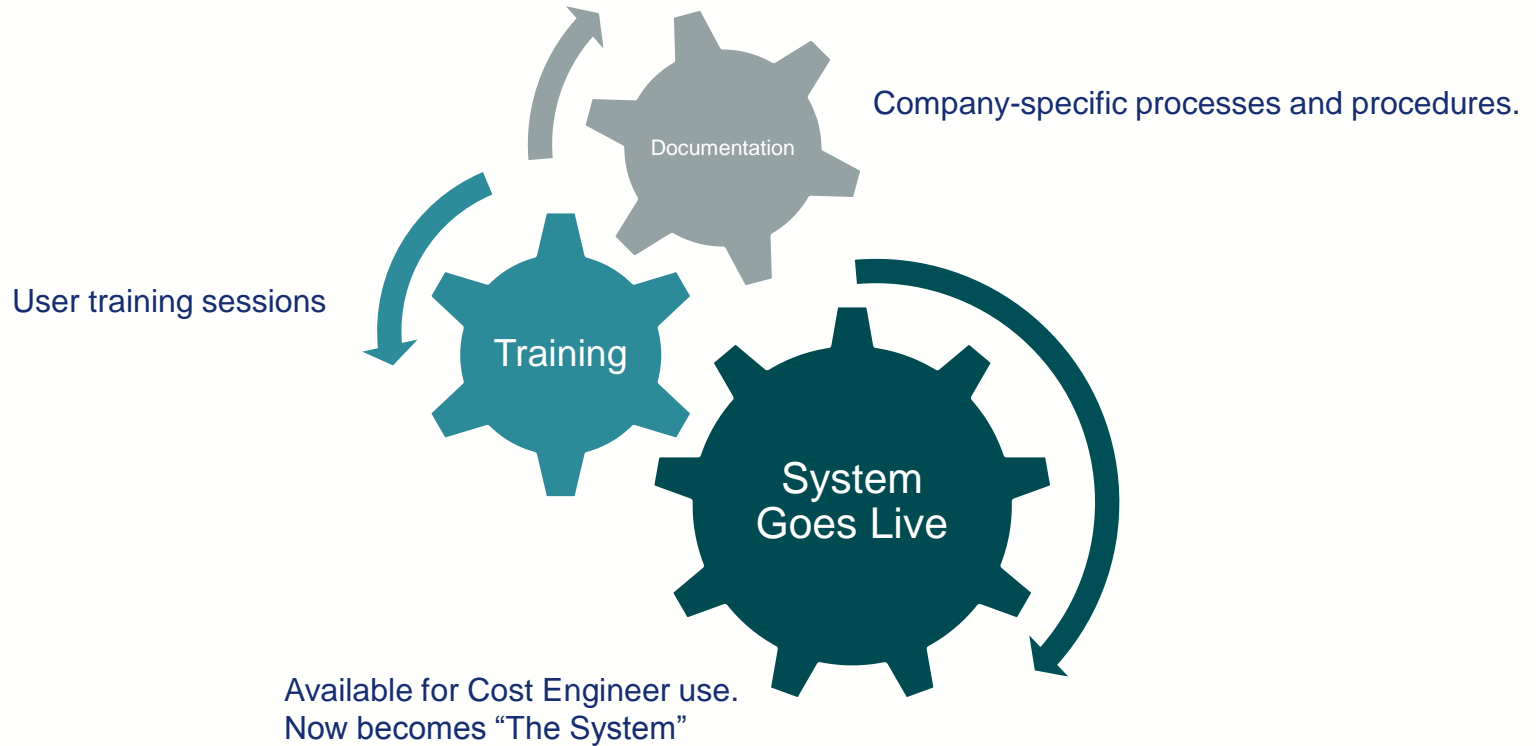 Documentation
Company-specific processes and procedures.
User training sessions
Training
System
Goes Live
Available for Cost Engineer use.
Now becomes “The System”